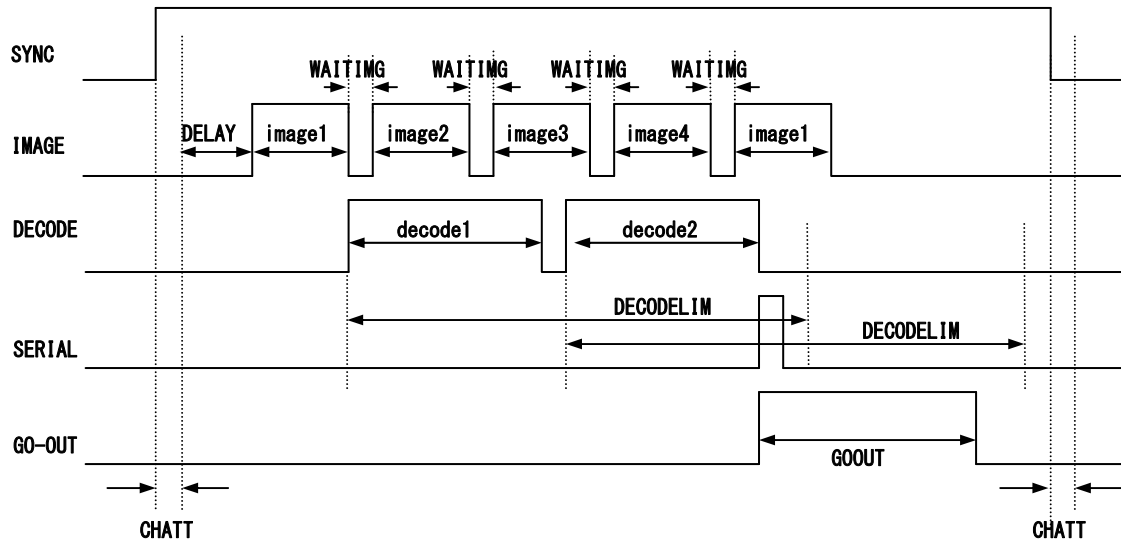 SYNC
WAITIMG WAITIMG WAITIMG WAITIMG
IMAGE
DELAY image1 image2 image3 image4 image1
DECODE
decode1 decode2
DECODELIM
SERIAL
DECODELIM
GO-OUT
GOOUT
CHATT CHATT